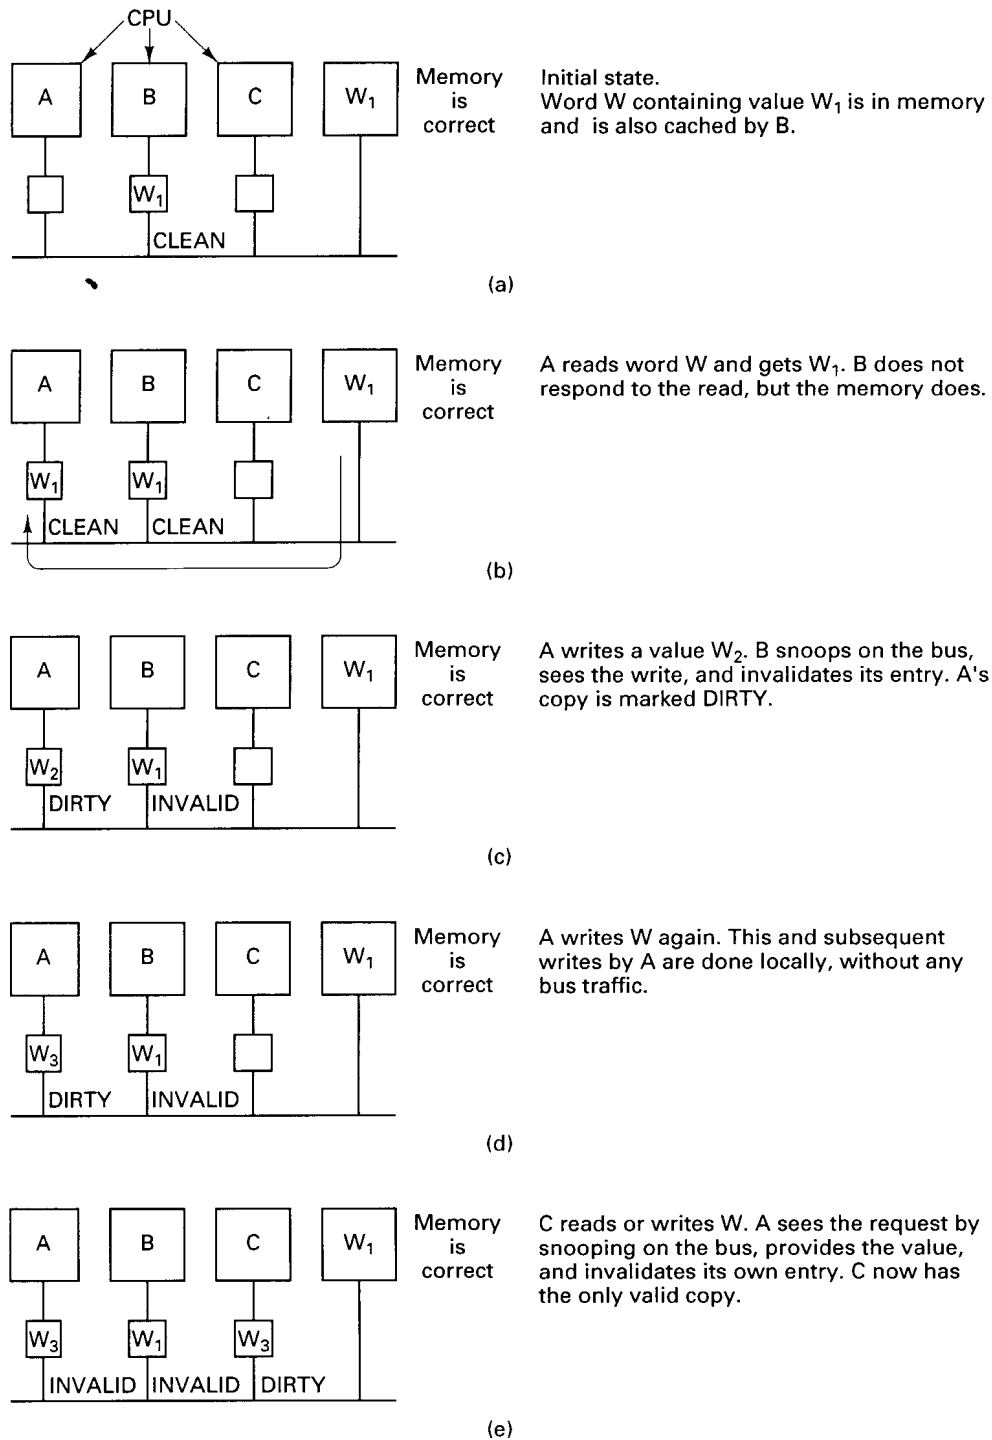 CPU
A B C W₁
Memory
is
correct
Initial state.
Word W containing value W₁ is in memory
and is also cached by B.
W₁
CLEAN
(a)
A B C W₁
Memory
is
correct
A reads word W and gets W₁. B does not
respond to the read, but the memory does.
W₁ W₁
CLEAN CLEAN
(b)
A B C W₁
Memory
is
correct
A writes a value W₂. B snoops on the bus,
sees the write, and invalidates its entry. A's
copy is marked DIRTY.
W₂ W₁
DIRTY INVALID
(c)
A B C W₁
Memory
is
correct
A writes W again. This and subsequent
writes by A are done locally, without any
bus traffic.
W₃ W₁
DIRTY INVALID
(d)
A B C W₁
Memory
is
correct
C reads or writes W. A sees the request by
snooping on the bus, provides the value,
and invalidates its own entry. C now has
the only valid copy.
W₃ W₁ W₃
INVALID INVALID DIRTY
(e)